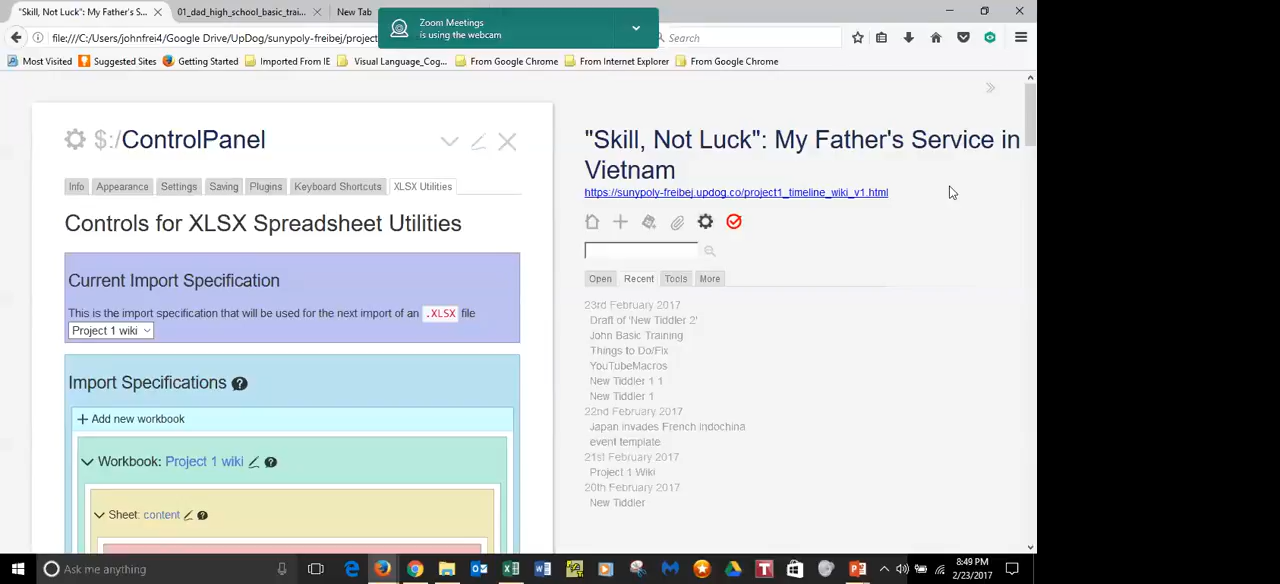 "Skill, Not Luck": My Father's S...
01_dad_high_school_basic_trai...
New Tab
Zoom Meetings
is using the webcam
file:///C:/Users/johnfrei4/Google Drive/UpDog/sunypoly-freibej/project
Search
Most Visited
Suggested Sites
Getting Started
Imported From IE
Visual_Language_Cog...
From Google Chrome
From Internet Explorer
From Google Chrome
$:/ControlPanel
Info
Appearance
Settings
Saving
Plugins
Keyboard Shortcuts
XLSX Utilities
Controls for XLSX Spreadsheet Utilities
Current Import Specification
This is the import specification that will be used for the next import of an .XLSX file
Project 1 wiki
Import Specifications
Add new workbook
Workbook: Project 1 wiki
Sheet: content
"Skill, Not Luck": My Father's Service in
Vietnam
https://sunypoly-freibej.updog.co/project1_timeline_wiki_v1.html
Open
Recent
Tools
More
23rd February 2017
Draft of 'New Tiddler 2'
John Basic Training
Things to Do/Fix
YouTubeMacros
New Tiddler 1 1
New Tiddler 1
22nd February 2017
Japan invades French Indochina
event template
21st February 2017
Project 1 Wiki
20th February 2017
New Tiddler
Ask me anything
8:49 PM
2/23/2017